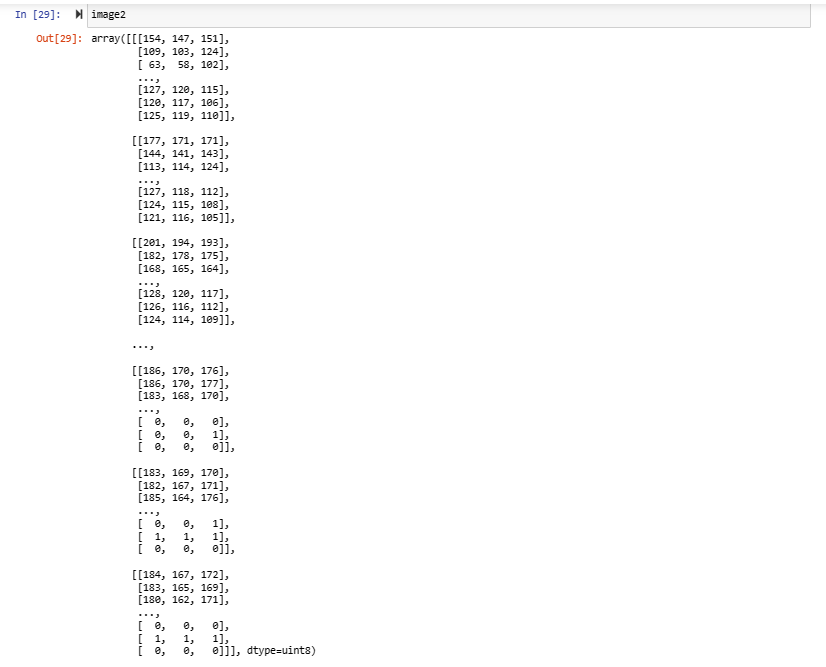 In [29]: image2
Out[29]: array([[[154, 147, 151],
        [109, 103, 124],
        [ 63,  58, 102],
        ...,
        [127, 120, 115],
        [120, 117, 106],
        [125, 119, 110]],

       [[177, 171, 171],
        [144, 141, 143],
        [113, 114, 124],
        ...,
        [127, 118, 112],
        [124, 115, 108],
        [121, 116, 105]],

       [[201, 194, 193],
        [182, 178, 175],
        [168, 165, 164],
        ...,
        [128, 120, 117],
        [126, 116, 112],
        [124, 114, 109]],

       ...,

       [[186, 170, 176],
        [186, 170, 177],
        [183, 168, 170],
        ...,
        [  0,   0,   0],
        [  0,   0,   1],
        [  0,   0,   0]],

       [[183, 169, 170],
        [182, 167, 171],
        [185, 164, 176],
        ...,
        [  0,   0,   1],
        [  1,   1,   1],
        [  0,   0,   0]],

       [[184, 167, 172],
        [183, 165, 169],
        [180, 162, 171],
        ...,
        [  0,   0,   0],
        [  1,   1,   1],
        [  0,   0,   0]]], dtype=uint8)